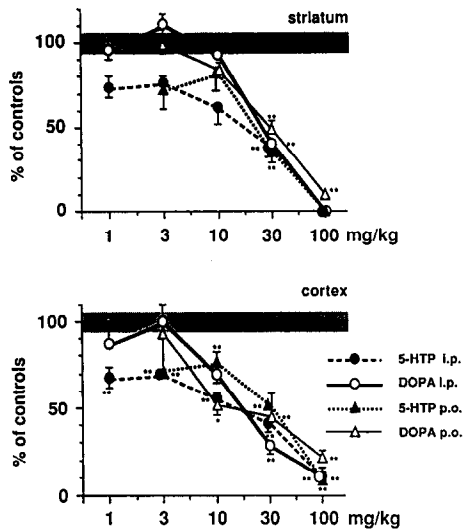 striatum
% of controls
100
50
0
1 3 10 30 100 mg/kg
cortex
% of controls
100
50
0
1 3 10 30 100 mg/kg
5-HTP i.p.
DOPA i.p.
5-HTP p.o.
DOPA p.o.